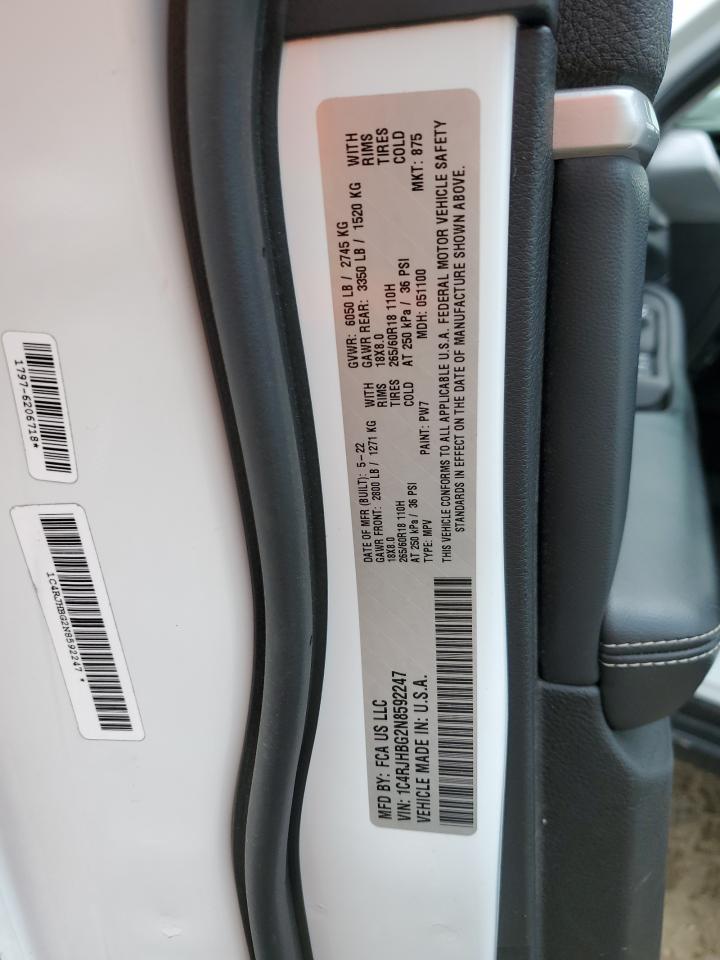 1797-6206718*
1C4RJHBG2N8592247 *
MFD BY: FCA US LLC
DATE OF MFR (BUILT): 5-22
GVWR: 6050 LB / 2745 KG
GAWR FRONT: 2800 LB / 1271 KG WITH
18X8.0 RIMS
265/60R18 110H TIRES
AT 250 kPa / 36 PSI COLD
GAWR REAR: 3350 LB / 1520 KG WITH
18X8.0 RIMS
265/60R18 110H TIRES
AT 250 kPa / 36 PSI COLD
VIN: 1C4RJHBG2N8592247
TYPE: MPV
PAINT: PW7
MDH: 051100
MKT: 875
VEHICLE MADE IN: U.S.A.
THIS VEHICLE CONFORMS TO ALL APPLICABLE U.S.A. FEDERAL MOTOR VEHICLE SAFETY
STANDARDS IN EFFECT ON THE DATE OF MANUFACTURE SHOWN ABOVE.